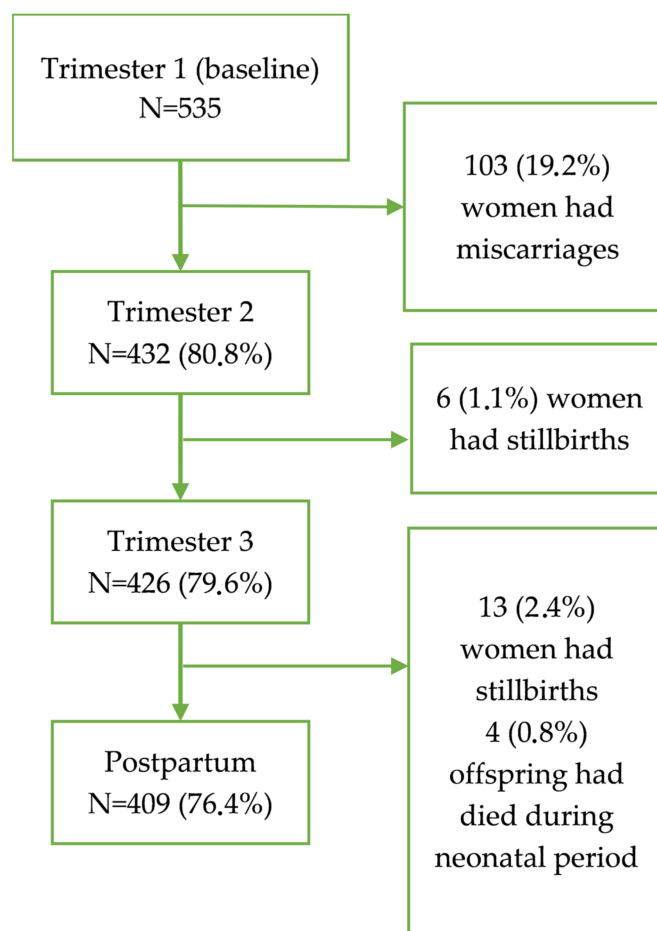 Trimester 1 (baseline)
N=535
103 (19.2%)
women had
miscarriages
Trimester 2
N=432 (80.8%)
6 (1.1%) women
had stillbirths
Trimester 3
N=426 (79.6%)
13 (2.4%)
women had
stillbirths
4 (0.8%)
offspring had
died during
neonatal period
Postpartum
N=409 (76.4%)